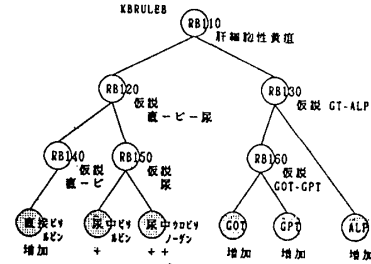 KBRULEB
RB110
肝細胞性黄疸
RB120
仮説
直ービー尿
RB130
仮説 GT-ALP
RB140
仮説
直ービ
RB150
仮説
尿
RB160
仮説
GOT-GPT
直接ビリ
ルビン
増加
尿中ビリ
ルビン
+
尿中ウロビリ
ノーゲン
++
GOT
増加
GPT
増加
ALP
増加